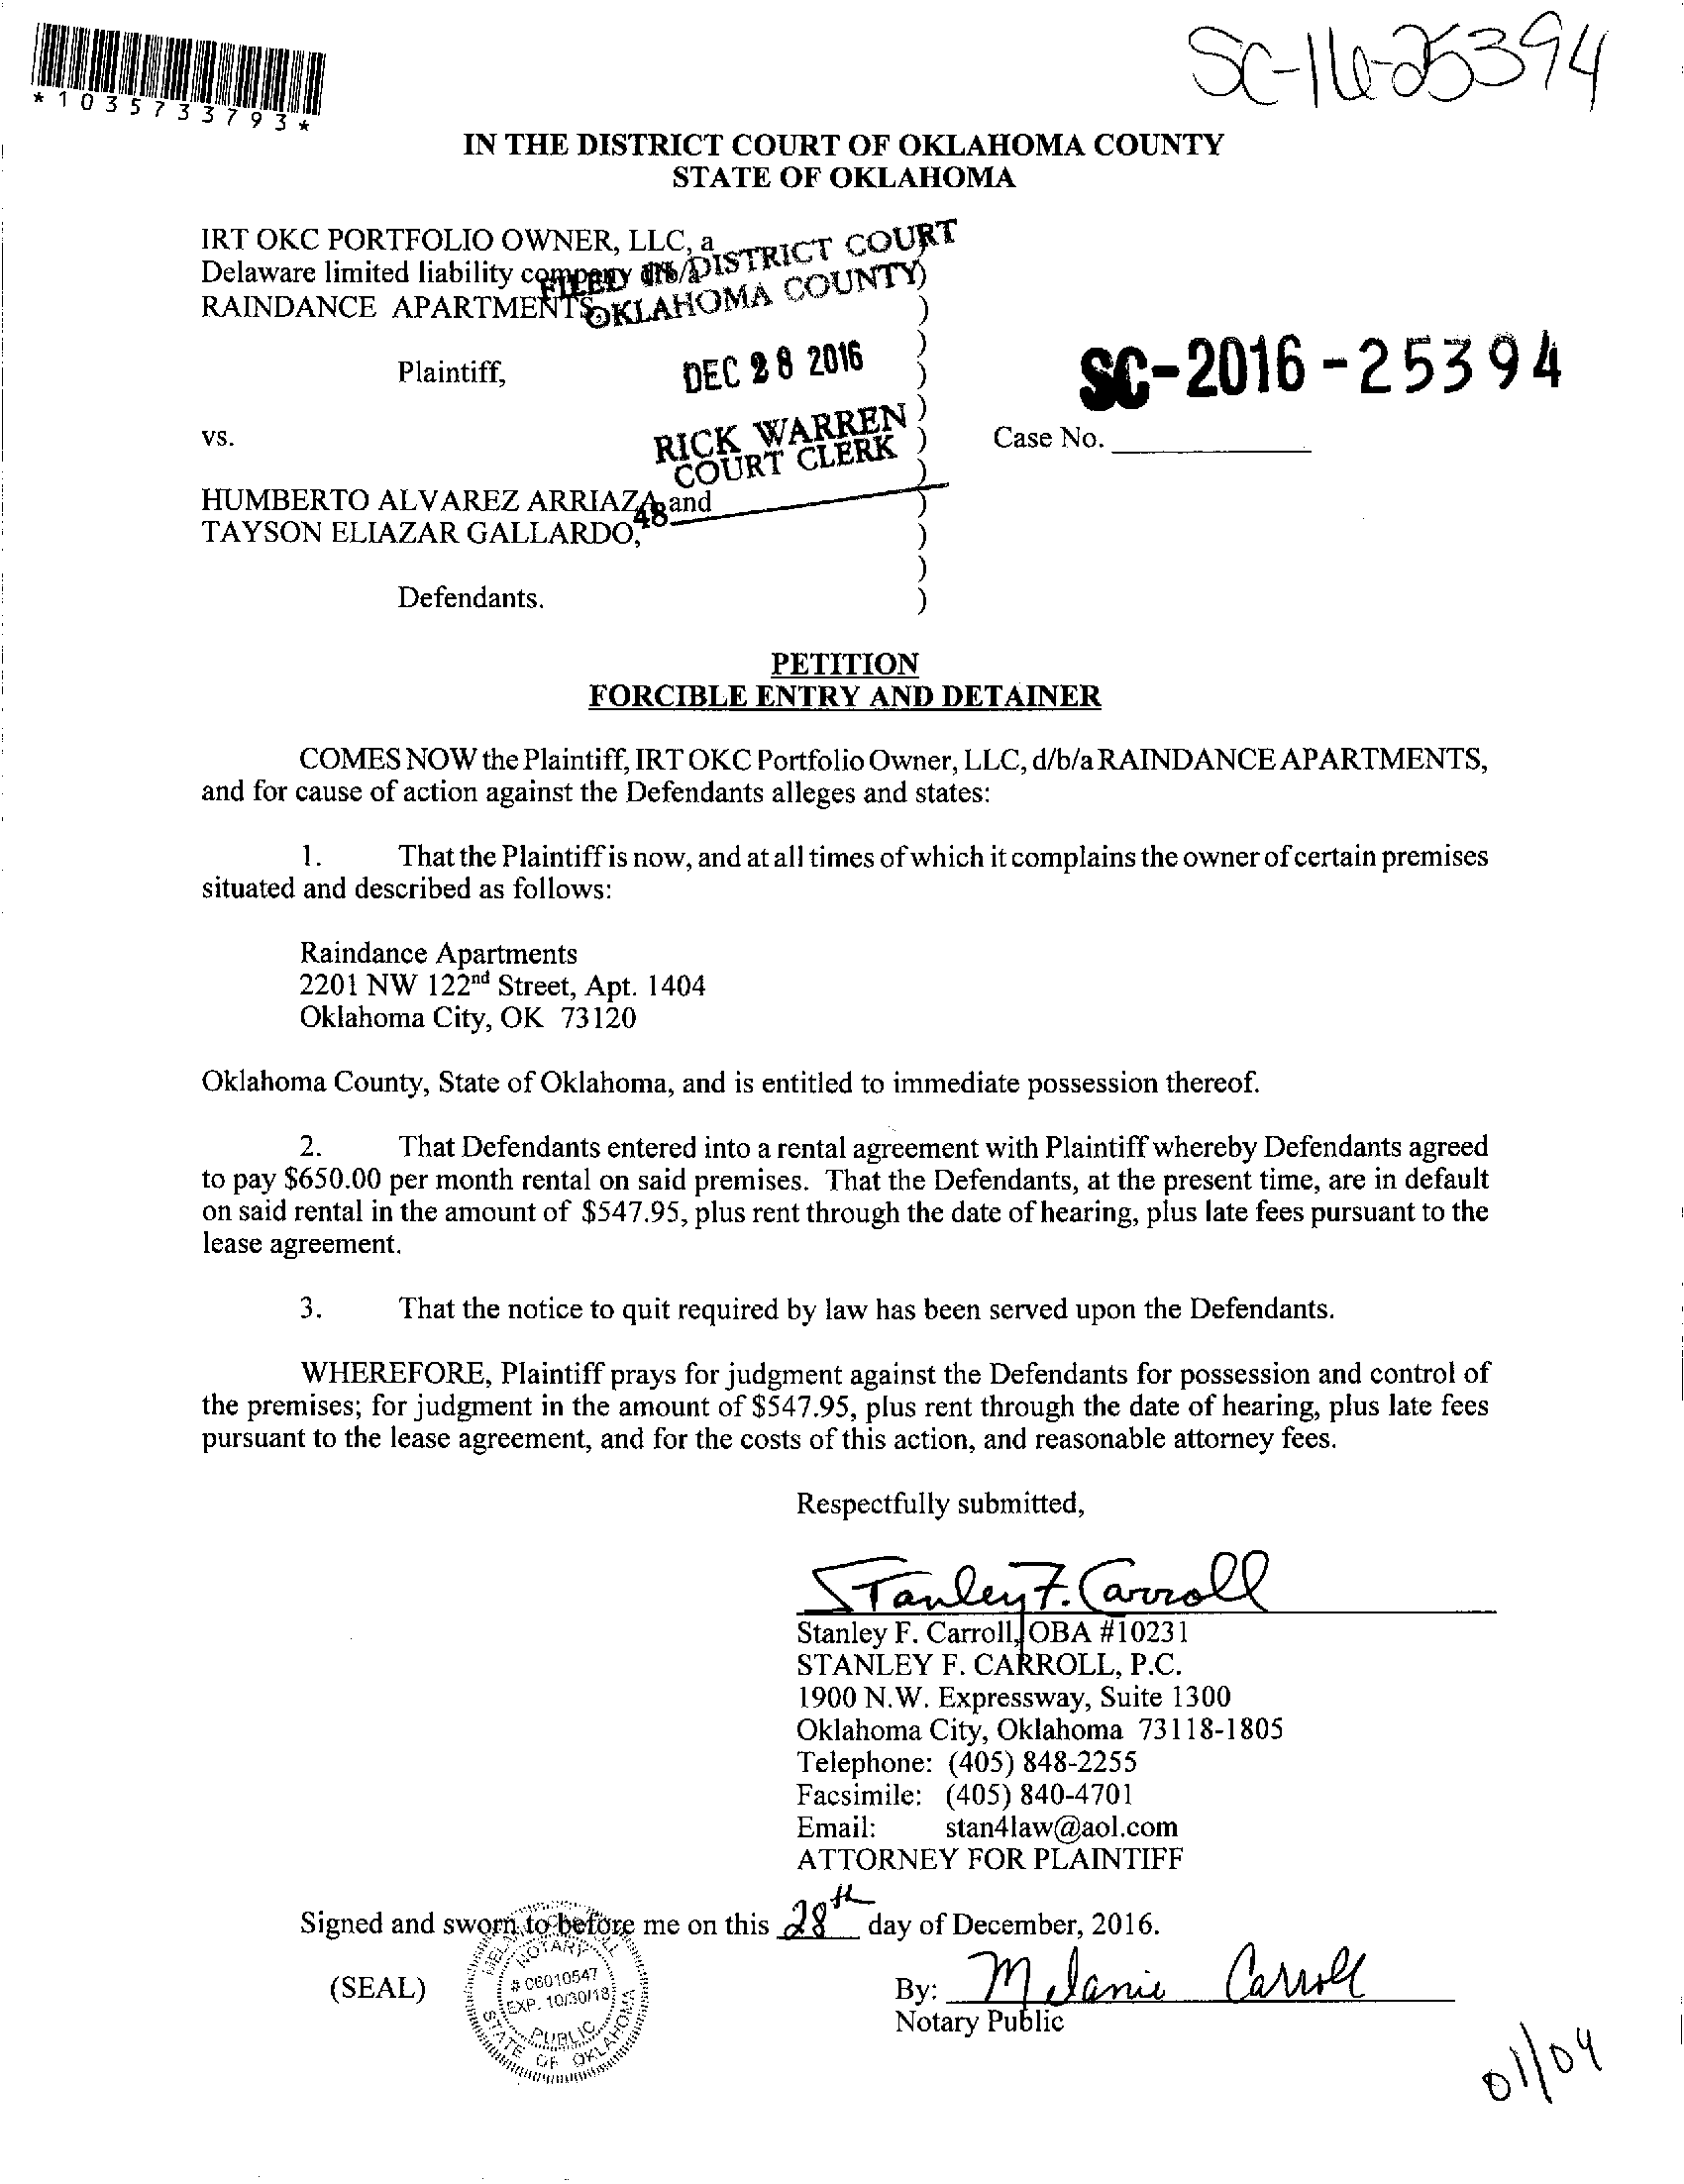 SC-16-25394
*1035733793*
IN THE DISTRICT COURT OF OKLAHOMA COUNTY
STATE OF OKLAHOMA
IRT OKC PORTFOLIO OWNER, LLC, a
Delaware limited liability company d/b/a )
RAINDANCE APARTMENTS, )
FILED IN DISTRICT COURT
OKLAHOMA COUNTY
)
Plaintiff, )
DEC 28 2016
SC-2016-25394
)
vs. ) Case No.
RICK WARREN
COURT CLERK
)
HUMBERTO ALVAREZ ARRIAZA and )
48
TAYSON ELIAZAR GALLARDO, )
)
Defendants. )
PETITION
FORCIBLE ENTRY AND DETAINER
COMES NOW the Plaintiff, IRT OKC Portfolio Owner, LLC, d/b/a RAINDANCE APARTMENTS,
and for cause of action against the Defendants alleges and states:
1. That the Plaintiff is now, and at all times of which it complains the owner of certain premises
situated and described as follows:
Raindance Apartments
2201 NW 122nd Street, Apt. 1404
Oklahoma City, OK 73120
Oklahoma County, State of Oklahoma, and is entitled to immediate possession thereof.
2. That Defendants entered into a rental agreement with Plaintiff whereby Defendants agreed
to pay $650.00 per month rental on said premises. That the Defendants, at the present time, are in default
on said rental in the amount of $547.95, plus rent through the date of hearing, plus late fees pursuant to the
lease agreement.
3. That the notice to quit required by law has been served upon the Defendants.
WHEREFORE, Plaintiff prays for judgment against the Defendants for possession and control of
the premises; for judgment in the amount of $547.95, plus rent through the date of hearing, plus late fees
pursuant to the lease agreement, and for the costs of this action, and reasonable attorney fees.
Respectfully submitted,
Stanley F. Carroll
Stanley F. Carroll, OBA #10231
STANLEY F. CARROLL, P.C.
1900 N.W. Expressway, Suite 1300
Oklahoma City, Oklahoma 73118-1805
Telephone: (405) 848-2255
Facsimile: (405) 840-4701
Email: stan4law@aol.com
ATTORNEY FOR PLAINTIFF
Signed and sworn to before me on this 28th day of December, 2016.
(SEAL)
NOTARY
# 06010547
EXP. 10/30/18
PUBLIC
STATE OF OKLAHOMA
By: Melanie Carroll
Notary Public
01/04